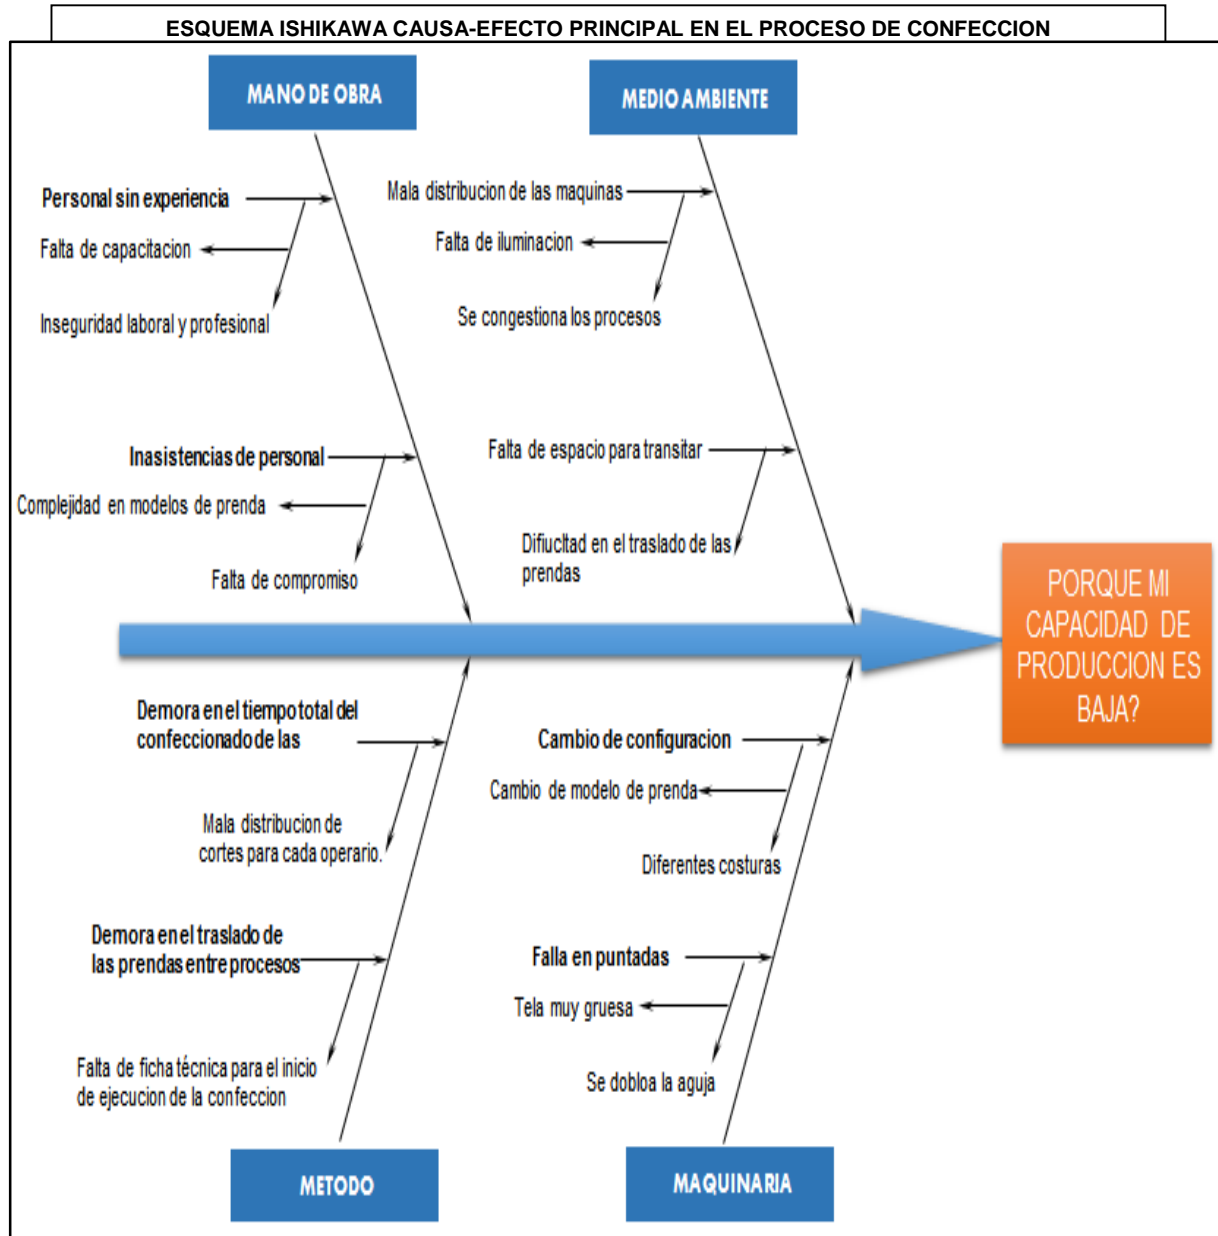 ESQUEMA ISHIKAWA CAUSA-EFECTO PRINCIPAL EN EL PROCESO DE CONFECCION
MANO DE OBRA
MEDIO AMBIENTE
Personal sin experiencia
Falta de capacitacion
Inseguridad laboral y profesional
Mala distribucion de las maquinas
Falta de iluminacion
Se congestiona los procesos
Inasistencias de personal
Complejidad en modelos de prenda
Falta de compromiso
Falta de espacio para transitar
Difiucltad en el traslado de las
prendas
PORQUE MI
CAPACIDAD DE
PRODUCCION ES
BAJA?
Demora en el tiempo total del
confeccionado de las
Mala distribucion de
cortes para cada operario.
Demora en el traslado de
las prendas entre procesos
Falta de ficha técnica para el inicio
de ejecucion de la confeccion
Cambio de configuracion
Cambio de modelo de prenda
Diferentes costuras
Falla en puntadas
Tela muy gruesa
Se dobloa la aguja
METODO
MAQUINARIA